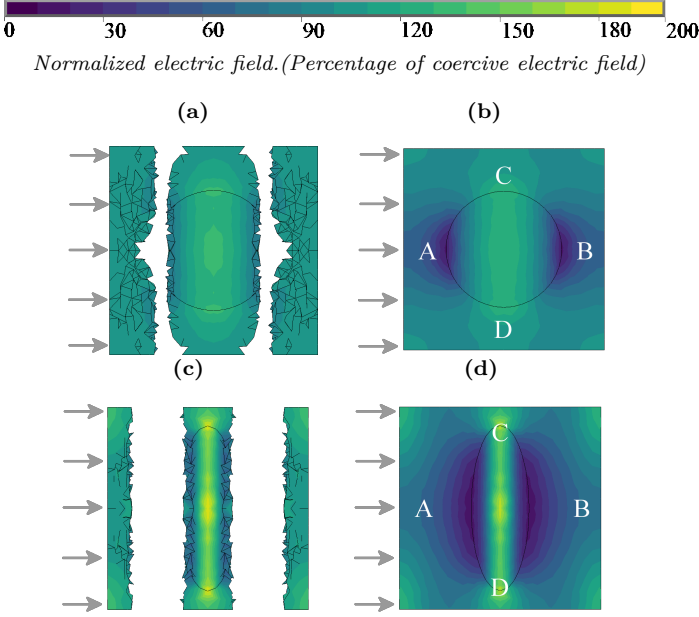 0 30 60 90 120 150 180 200
Normalized electric field.(Percentage of coercive electric field)
(a) (b)
C
A B
D
(c) (d)
C
A B
D